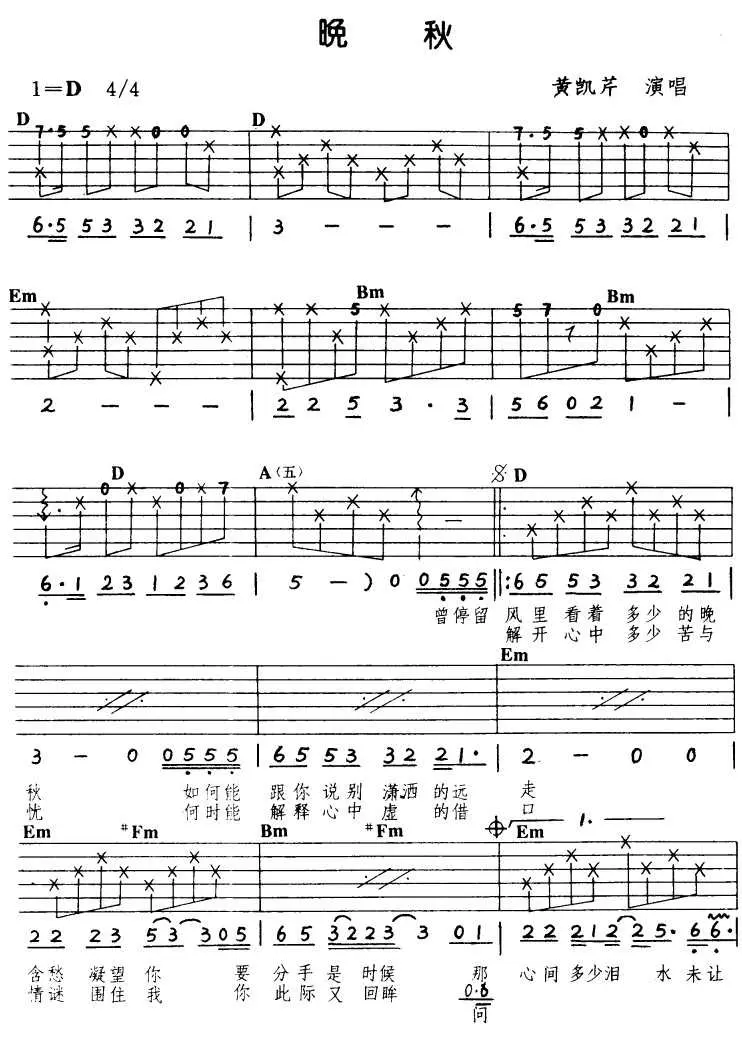 晚 秋
1=D 4/4 黄凯芹 演唱
D D
7·5 5 × × 0 0 × 7·5 5 × 0 × ×
6·5 53 32 21 | 3 - - - | 6·5 53 32 21 |
Em Bm Bm
5 5 7 0
2 - - - | 2 2 5 3 · 3 | 5 6 0 2 1 - |
D A(五) D
0 × × 0 × 7
6·1 23 12 36 | 5 - ) 0 0555 |: 65 53 32 21 |
曾停留 风里看着 多少的晚
解开心中 多少苦与
Em
3 - 0 0555 | 65 53 32 21· | 2 - 0 0 |
秋 如何能 跟你说别 潇洒的远 走
忧 何时能 解释心中 虚的借 口
1.
Em #Fm Bm #Fm Em
22 23 53 305 | 65 3223 3 01 | 22 212 25· 66·
含愁 凝望你 要 分手是时候 那 心间多少泪 水未让
情谜 围住我 你 此际又回眸 0·6
问